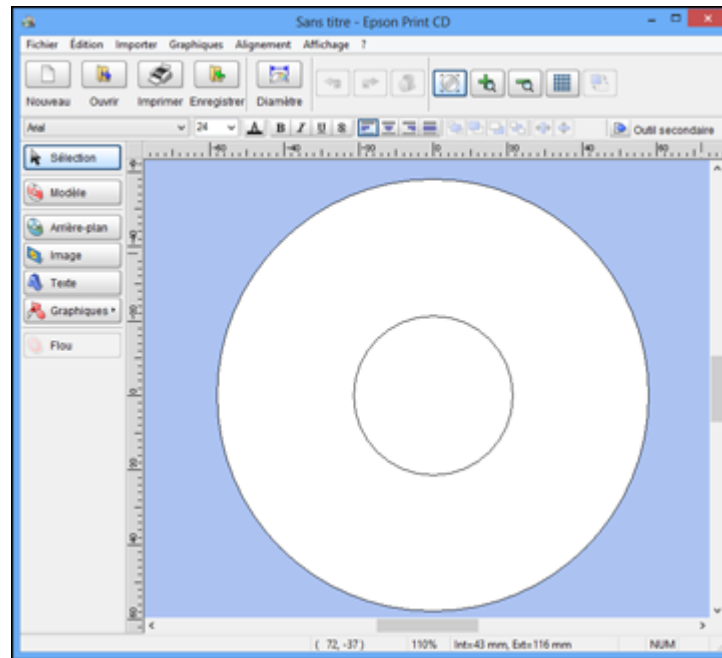 Sans titre - Epson Print CD
Fichier Édition Importer Graphiques Alignement Affichage ?
Nouveau Ouvrir Imprimer Enregistrer Diamètre
Arial 24 A B I U S Outil secondaire
Sélection
Modèle
Arrière-plan
Image
Texte
Graphiques
Flou
( 72, -37 ) 110% Int=43 mm, Ext=116 mm NUM